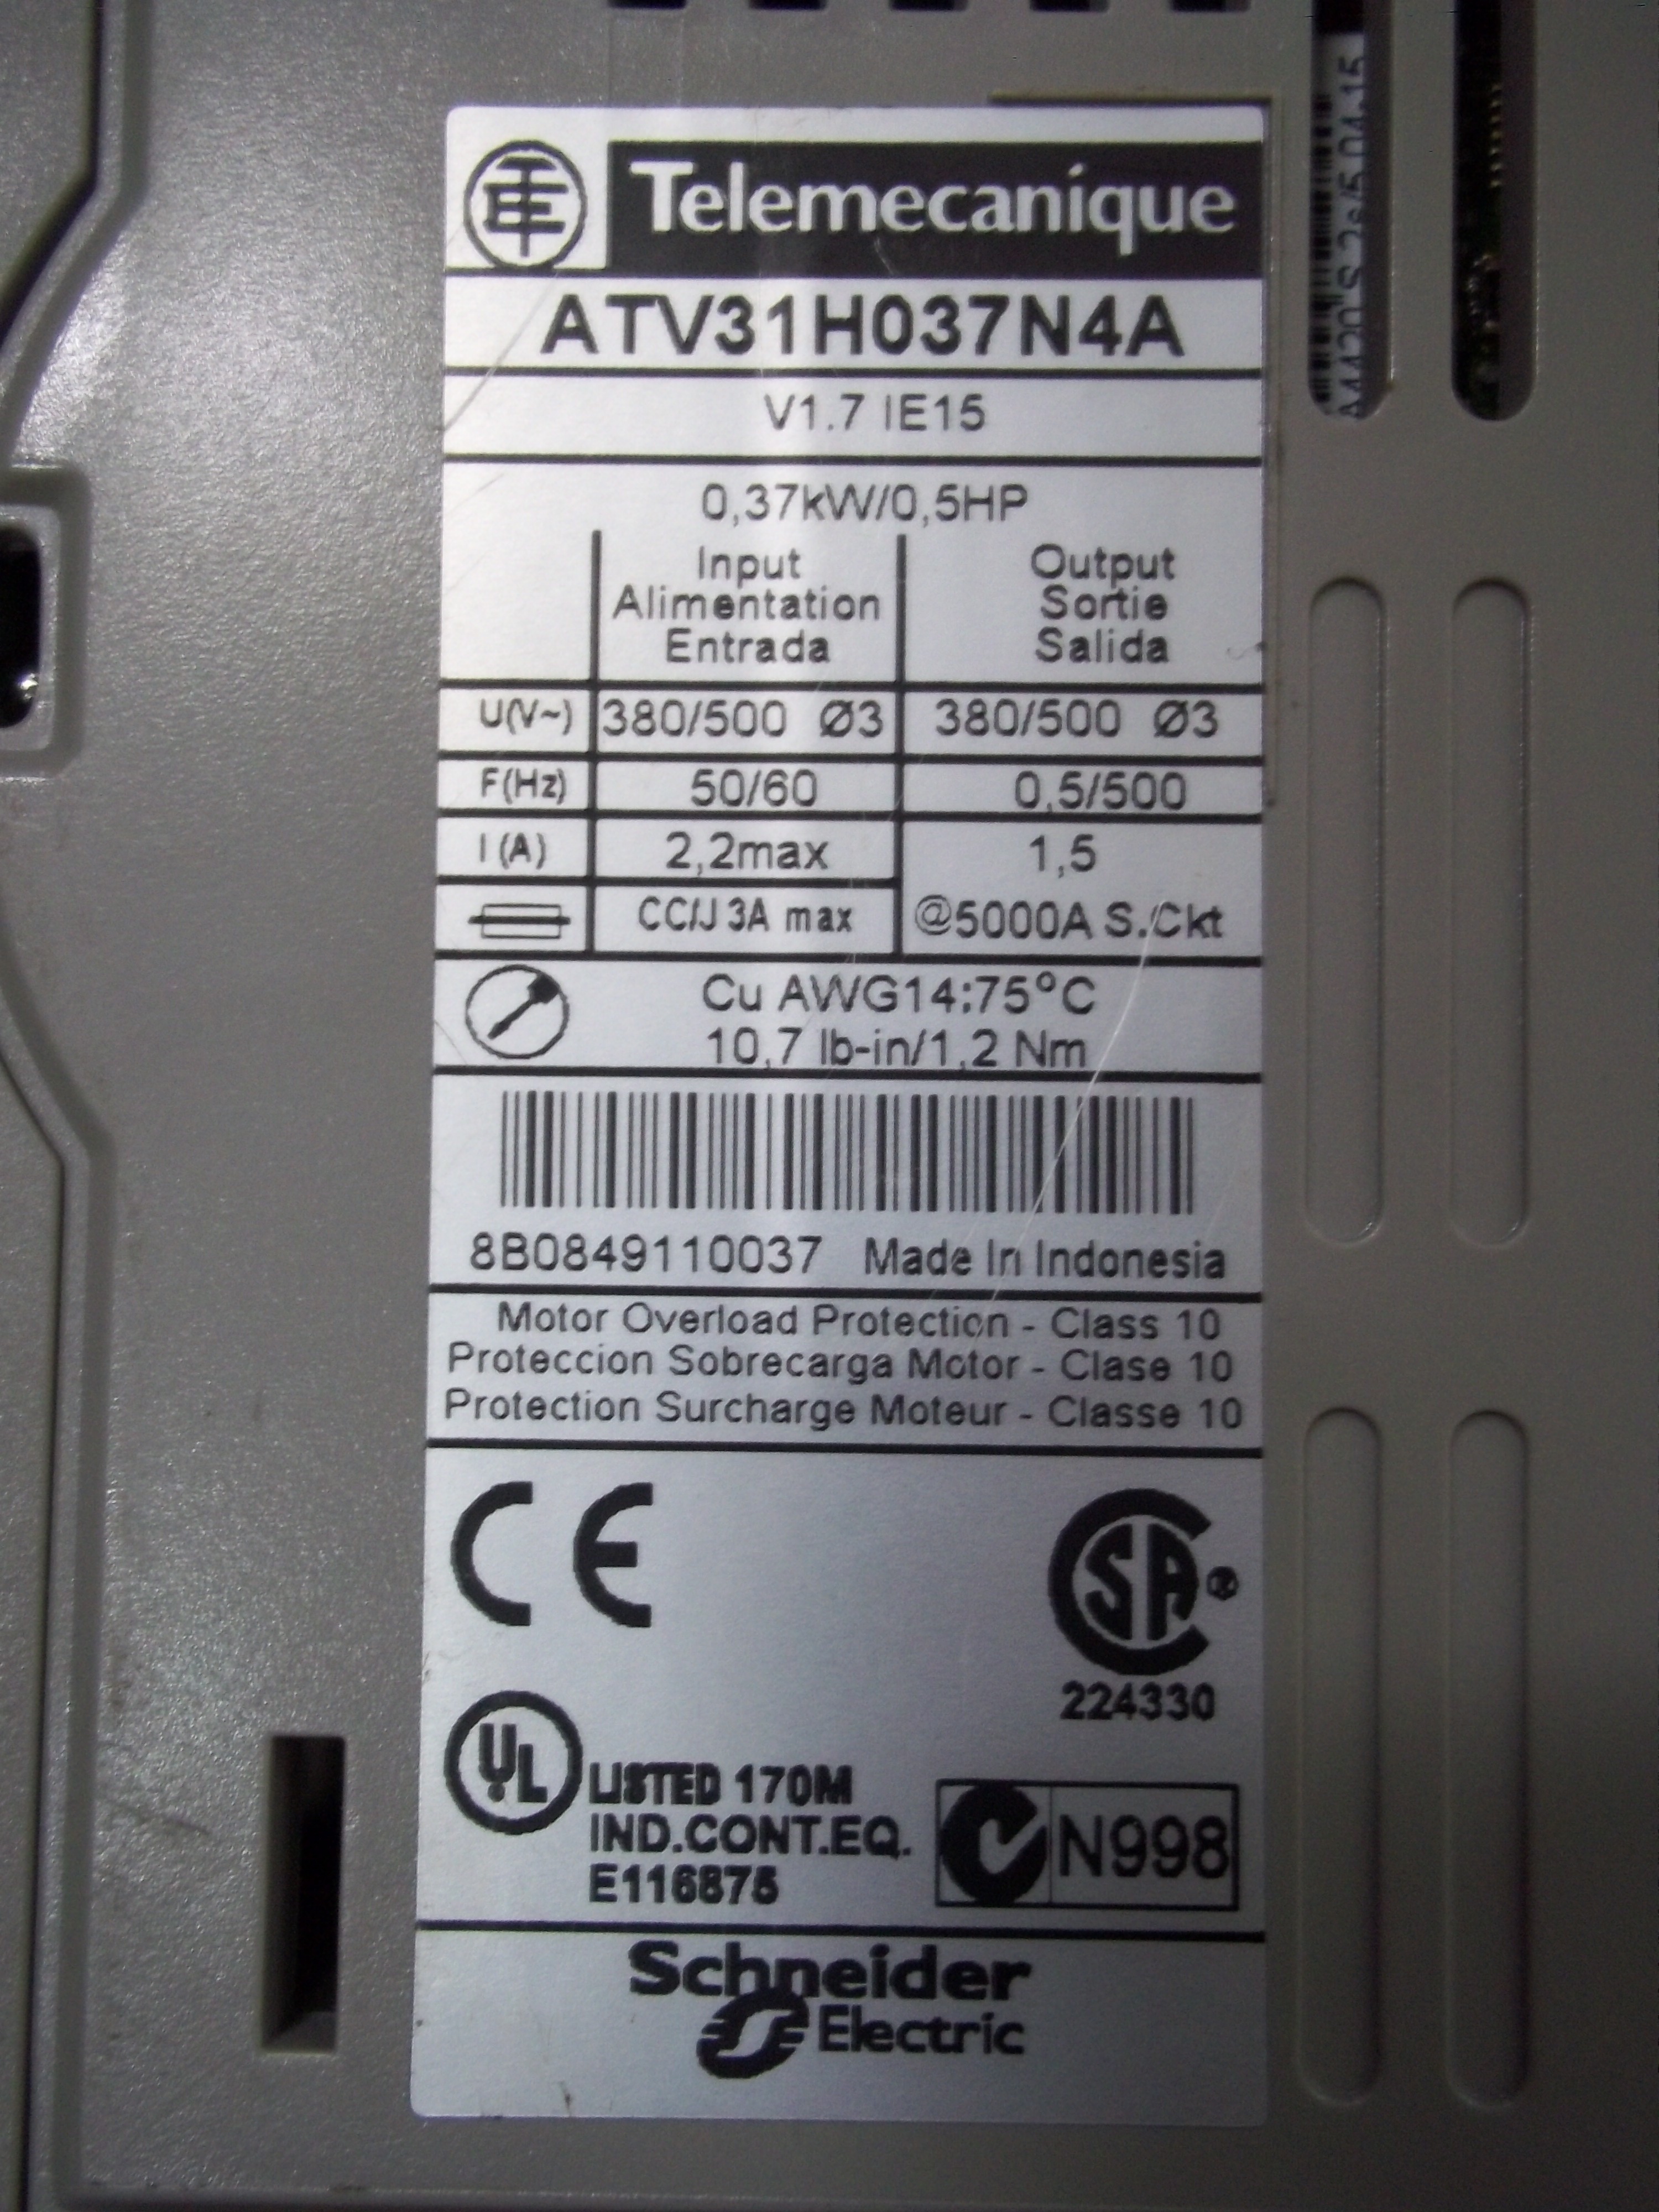 Telemecanique
ATV31H037N4A
V1.7 IE15
0,37kW/0,5HP
Input Output
Alimentation Sortie
Entrada Salida
U(V~) 380/500 Ø3 380/500 Ø3
F(Hz) 50/60 0,5/500
I(A) 2,2max 1,5
CC/J 3A max @5000A S.Ckt
Cu AWG14:75°C
10,7 lb-in/1,2 Nm
8B0849110037 Made In Indonesia
Motor Overload Protection - Class 10
Proteccion Sobrecarga Motor - Clase 10
Protection Surcharge Moteur - Classe 10
CE
CSA ®
224330
UL LISTED 170M
IND.CONT.EQ.
E116875
N998
Schneider
Electric